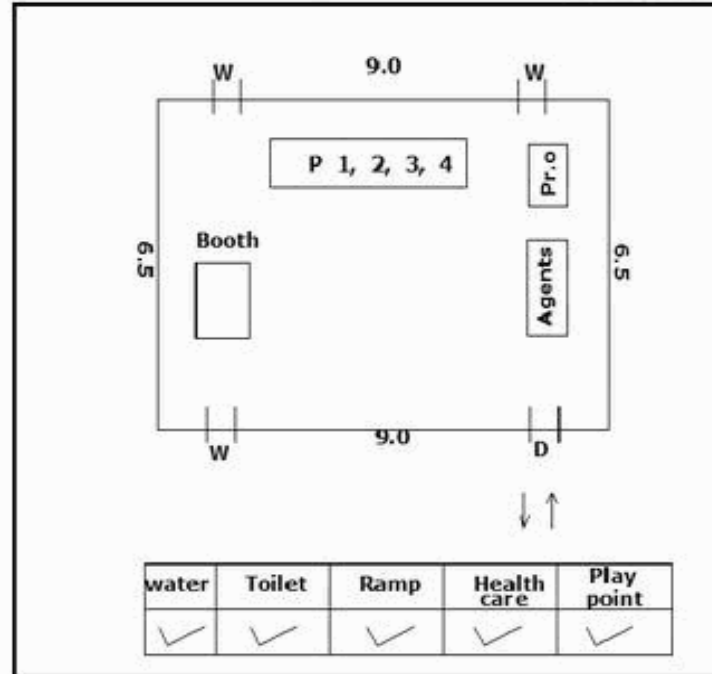 W 9.0 W
P 1, 2, 3, 4
Pr.o
Booth
6.5
6.5
Agents
W 9.0 D
water Toilet Ramp Health care Play point